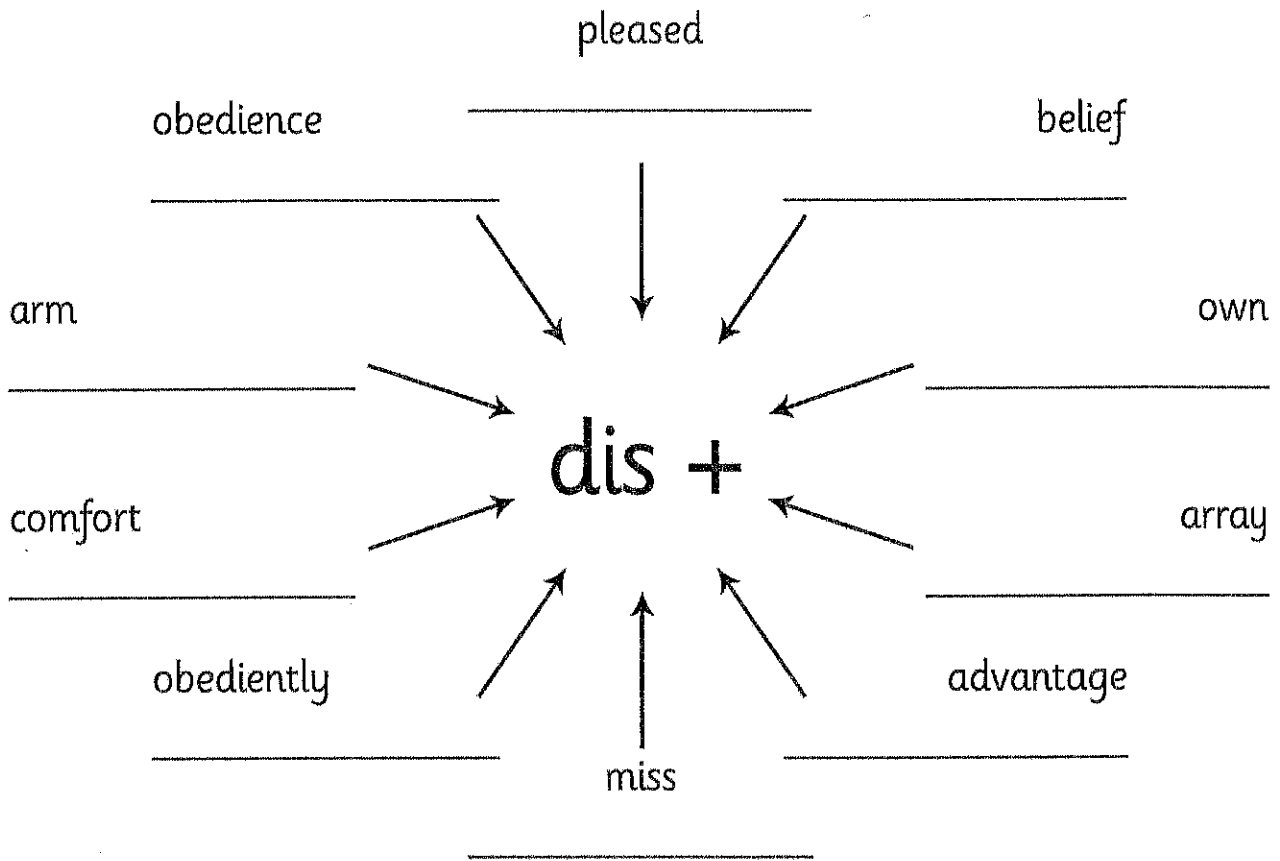 pleased
obedience
belief
arm
own
dis +
comfort
array
obediently
advantage
miss